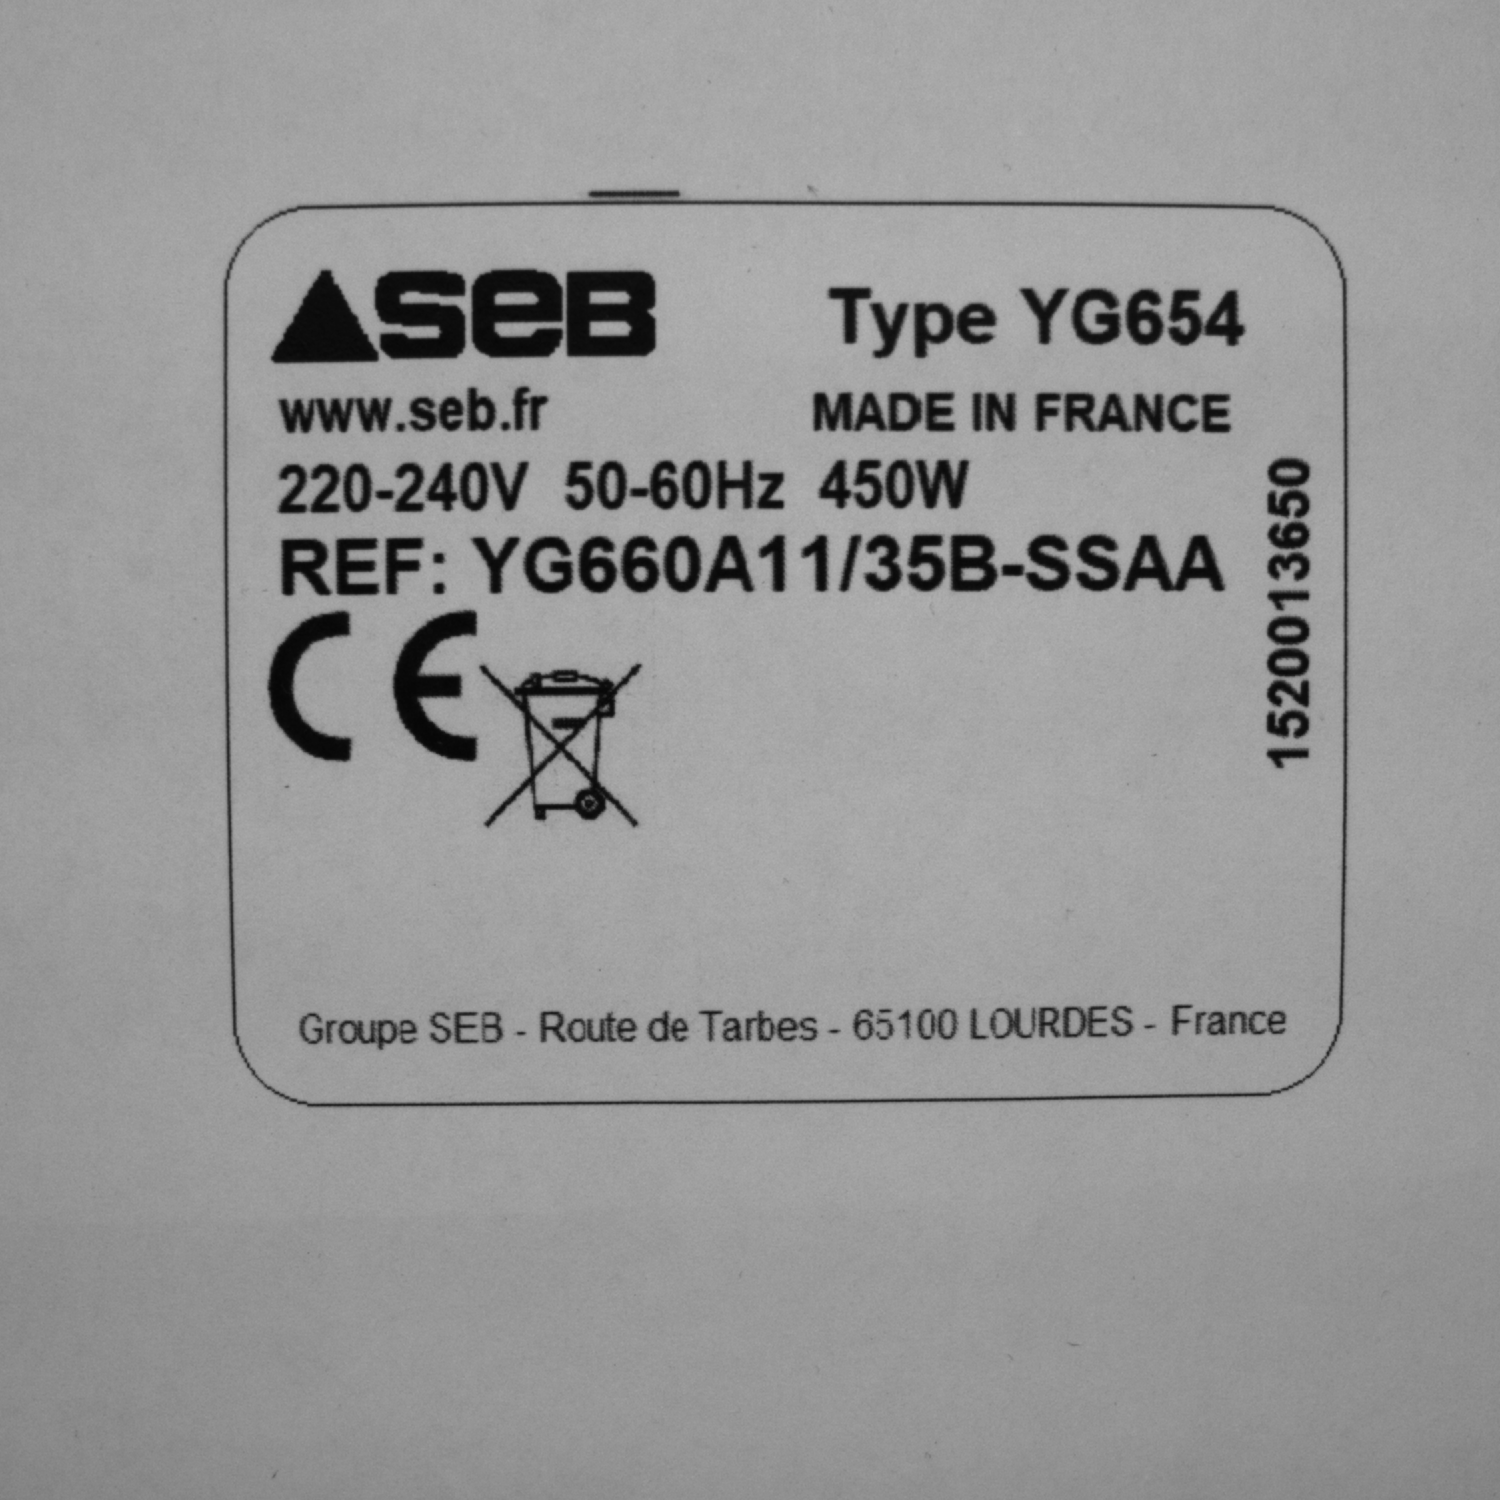 SEB
Type YG654
www.seb.fr
MADE IN FRANCE
220-240V 50-60Hz 450W
REF: YG660A11/35B-SSAA
1520013650
CE
Groupe SEB - Route de Tarbes - 65100 LOURDES - France